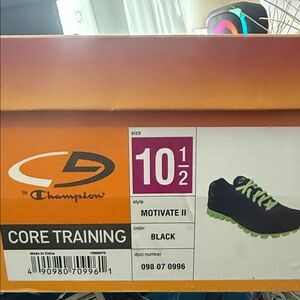 size
10 1/2
C9
by Champion
style
MOTIVATE II
CORE TRAINING
color
BLACK
Made in China
dpci number
098 07 0996
4 90980 70996 1